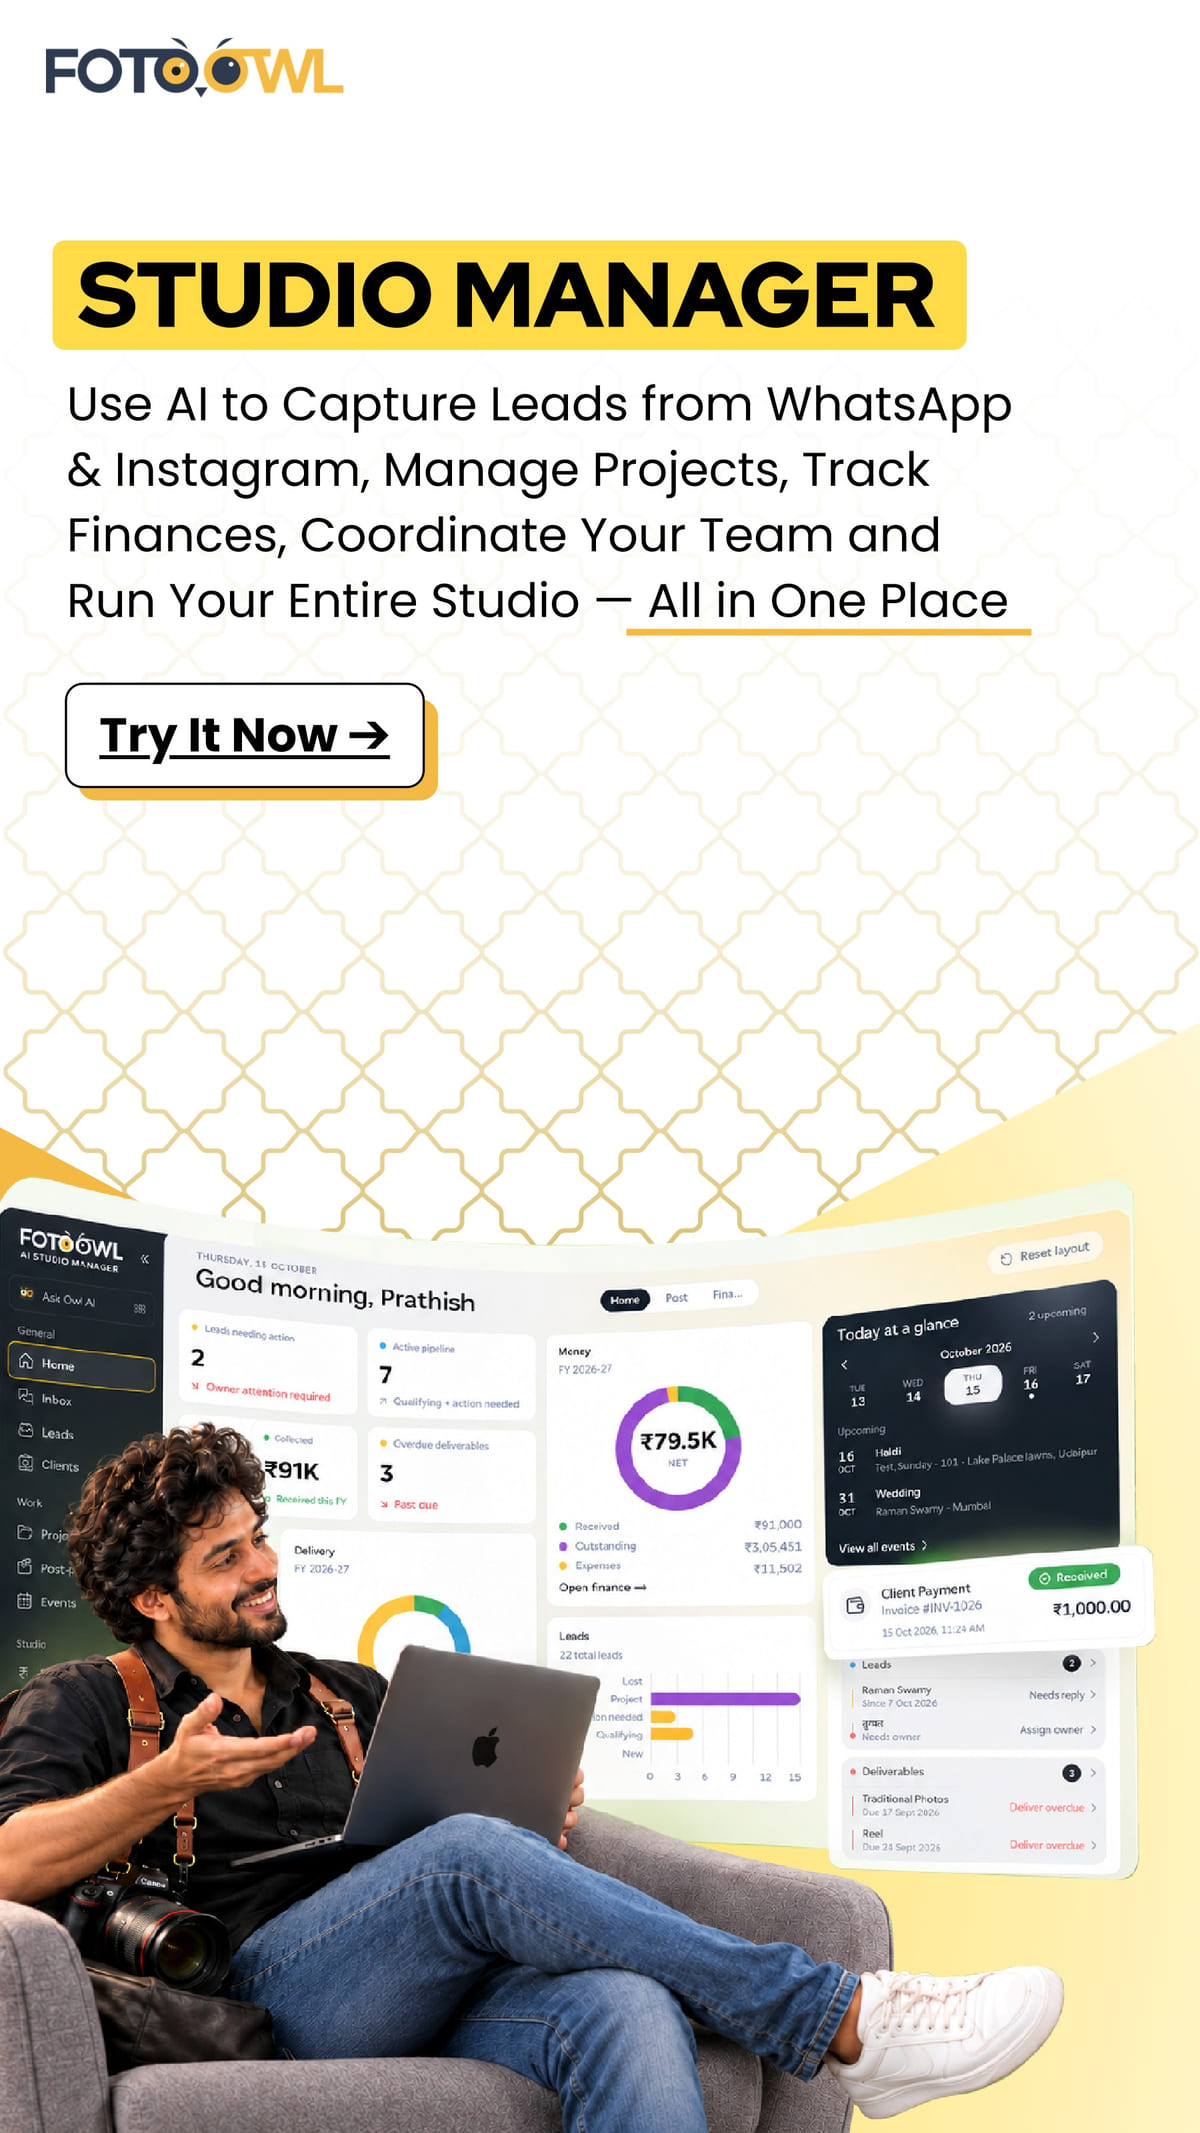 FOTOOWL
STUDIO MANAGER
Use AI to Capture Leads from WhatsApp
& Instagram, Manage Projects, Track
Finances, Coordinate Your Team and
Run Your Entire Studio — All in One Place
Try It Now →
FOTOOWL
AI STUDIO MANAGER
«
Ask Owl AI
General
Home
Inbox
Leads
Clients
Work
Events
Studio
₹
THURSDAY, 15 OCTOBER
Good morning, Prathish
Home
Post
Fina...
Reset layout
Leads needing action
2
Owner attention required
Active pipeline
7
Qualifying + action needed
Collected
₹91K
Received this FY
Overdue deliverables
3
Past due
Delivery
FY 2026-27
Money
FY 2026-27
₹79.5K
NET
Received ₹91,000
Outstanding ₹3,05,451
Expenses ₹11,502
Open finance →
Leads
22 total leads
Lost
Project
on needed
Qualifying
New
0 3 6 9 12 15
Today at a glance
2 upcoming
October 2026
TUE 13
WED 14
THU 15
FRI 16
SAT 17
Upcoming
16 OCT
Haldi
Test, Sunday - 101 - Lake Palace lawns, Udaipur
31 OCT
Wedding
Raman Swamy - Mumbai
View all events
Client Payment
Invoice #INV-1026
15 Oct 2026, 11:24 AM
Received
₹1,000.00
Leads 2
Raman Swamy
Since 7 Oct 2026
Needs reply
Needs owner
Assign owner
Deliverables 3
Traditional Photos
Due 17 Sept 2026
Deliver overdue
Reel
Due 24 Sept 2026
Deliver overdue
Canon